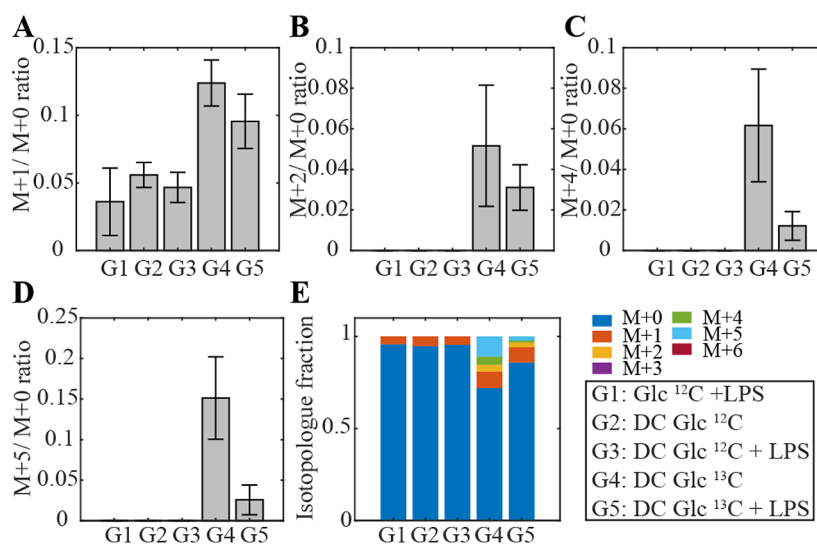 A
M+1/ M+0 ratio
0.15
0.1
0.05
0
G1 G2 G3 G4 G5
B
M+2/ M+0 ratio
0.1
0.08
0.06
0.04
0.02
0
G1 G2 G3 G4 G5
C
M+4/ M+0 ratio
0.1
0.08
0.06
0.04
0.02
0
G1 G2 G3 G4 G5
D
M+5/ M+0 ratio
0.25
0.2
0.15
0.1
0.05
0
G1 G2 G3 G4 G5
E
Isotopologue fraction
1
0.5
0
G1 G2 G3 G4 G5
M+0
M+1
M+2
M+3
M+4
M+5
M+6
G1: Glc ¹²C +LPS
G2: DC Glc ¹²C
G3: DC Glc ¹²C + LPS
G4: DC Glc ¹³C
G5: DC Glc ¹³C + LPS